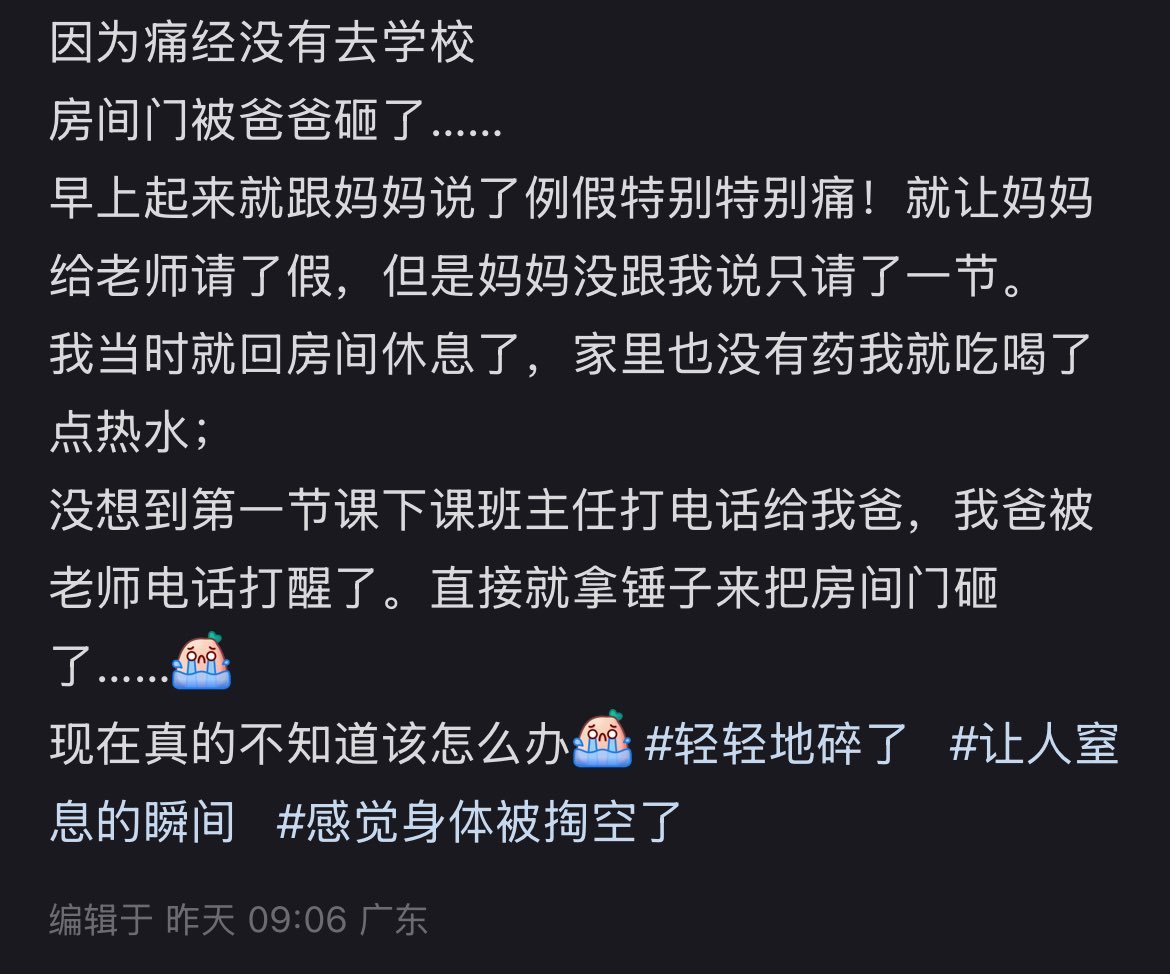 因为痛经没有去学校
房间门被爸爸砸了......
早上起来就跟妈妈说了例假特别特别痛！就让妈妈
给老师请了假，但是妈妈没跟我说只请了一节。
我当时就回房间休息了，家里也没有药我就吃喝了
点热水；
没想到第一节课下课班主任打电话给我爸，我爸被
老师电话打醒了。直接就拿锤子来把房间门砸
了......
现在真的不知道该怎么办 #轻轻地碎了 #让人窒
息的瞬间 #感觉身体被掏空了
编辑于 昨天 09:06 广东